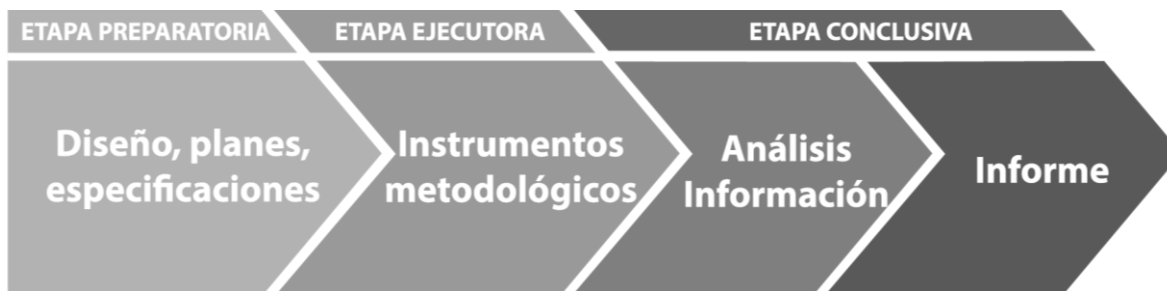 ETAPA PREPARATORIA
ETAPA EJECUTORA
ETAPA CONCLUSIVA
Diseño, planes,
especificaciones
Instrumentos
metodológicos
Análisis
Información
Informe